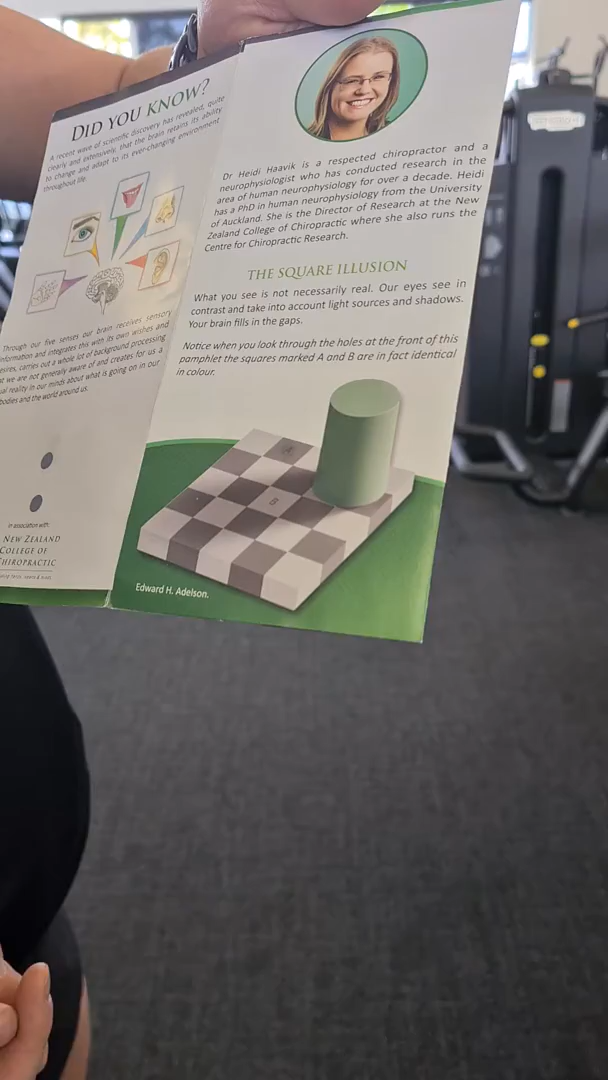 DID YOU KNOW?
A recent wave of scientific discovery has revealed, quite
clearly and extensively, that the brain retains its ability
to change and adapt to its ever-changing environment
throughout life.
Through our five senses our brain receives sensory
information and integrates this with its own wishes and
carries out a whole lot of background processing
we are not generally aware of and creates for us a
reality in our minds about what is going on in our
bodies and the world around us.
in association with:
NEW ZEALAND
COLLEGE OF
CHIROPRACTIC
Dr Heidi Haavik is a respected chiropractor and a
neurophysiologist who has conducted research in the
area of human neurophysiology for over a decade. Heidi
has a PhD in human neurophysiology from the University
of Auckland. She is the Director of Research at the New
Zealand College of Chiropractic where she also runs the
Centre for Chiropractic Research.
THE SQUARE ILLUSION
What you see is not necessarily real. Our eyes see in
contrast and take into account light sources and shadows.
Your brain fills in the gaps.
Notice when you look through the holes at the front of this
pamphlet the squares marked A and B are in fact identical
in colour.
A
B
Edward H. Adelson.